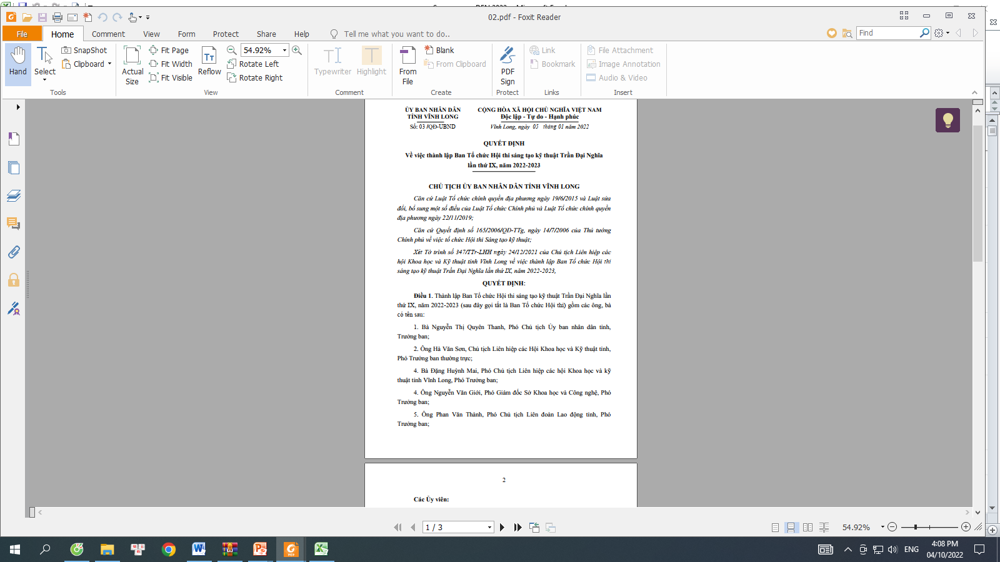 02.pdf - Foxit Reader
File
Home
Comment
View
Form
Protect
Share
Help
Tell me what you want to do..
Find
Hand
Select
SnapShot
Clipboard
Tools
Actual
Size
Fit Page
Fit Width
Fit Visible
Reflow
54.92%
Rotate Left
Rotate Right
View
Typewriter
Highlight
Comment
From
File
Blank
From Clipboard
Create
PDF
Sign
Protect
Link
Bookmark
Links
File Attachment
Image Annotation
Audio & Video
Insert
ỦY BAN NHÂN DÂN
TỈNH VĨNH LONG
Số: 03 /QĐ-UBND
CỘNG HÒA XÃ HỘI CHỦ NGHĨA VIỆT NAM
Độc lập - Tự do - Hạnh phúc
Vĩnh Long, ngày 05 tháng 01 năm 2022
QUYẾT ĐỊNH
Về việc thành lập Ban Tổ chức Hội thi sáng tạo kỹ thuật Trần Đại Nghĩa
lần thứ IX, năm 2022-2023
CHỦ TỊCH ỦY BAN NHÂN DÂN TỈNH VĨNH LONG
Căn cứ Luật Tổ chức chính quyền địa phương ngày 19/6/2015 và Luật sửa
đổi, bổ sung một số điều của Luật Tổ chức Chính phủ và Luật Tổ chức chính quyền
địa phương ngày 22/11/2019;
Căn cứ Quyết định số 165/2006/QĐ-TTg, ngày 14/7/2006 của Thủ tướng
Chính phủ về việc tổ chức Hội thi Sáng tạo kỹ thuật;
Xét Tờ trình số 347/TTr-LHH ngày 24/12/2021 của Chủ tịch Liên hiệp các
hội Khoa học và Kỹ thuật tỉnh Vĩnh Long về việc thành lập Ban Tổ chức Hội thi
sáng tạo kỹ thuật Trần Đại Nghĩa lần thứ IX, năm 2022-2023,
QUYẾT ĐỊNH:
Điều 1. Thành lập Ban Tổ chức Hội thi sáng tạo kỹ thuật Trần Đại Nghĩa lần
thứ IX, năm 2022-2023 (sau đây gọi tắt là Ban Tổ chức Hội thi) gồm các ông, bà
có tên sau:
1. Bà Nguyễn Thị Quyên Thanh, Phó Chủ tịch Ủy ban nhân dân tỉnh,
Trưởng ban;
2. Ông Hà Văn Sơn, Chủ tịch Liên hiệp các Hội Khoa học và Kỹ thuật tỉnh,
Phó Trưởng ban thường trực;
4. Bà Đặng Huỳnh Mai, Phó Chủ tịch Liên hiệp các hội Khoa học và kỹ
thuật tỉnh Vĩnh Long, Phó Trưởng ban;
4. Ông Nguyễn Văn Giới, Phó Giám đốc Sở Khoa học và Công nghệ, Phó
Trưởng ban;
5. Ông Phan Văn Thành, Phó Chủ tịch Liên đoàn Lao động tỉnh, Phó
Trưởng ban;
2
Các Ủy viên:
1 / 3
54.92%
ENG
4:08 PM
04/10/2022